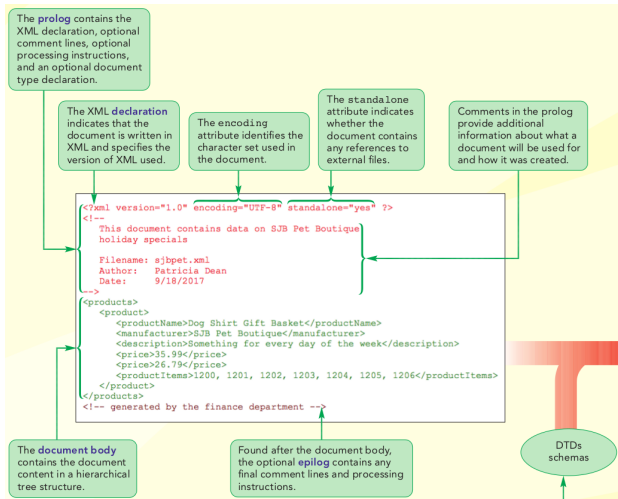 The prolog contains the
XML declaration, optional
comment lines, optional
processing instructions,
and an optional document
type declaration.
The XML declaration
indicates that the
document is written in
XML and specifies the
version of XML used.
The encoding
attribute identifies the
character set used in
the document.
The standalone
attribute indicates
whether the
document contains
any references to
external files.
Comments in the prolog
provide additional
information about what a
document will be used for
and how it was created.
<?xml version="1.0" encoding="UTF-8" standalone="yes" ?>
<!--
This document contains data on SJB Pet Boutique
holiday specials
Filename: sjbpet.xml
Author: Patricia Dean
Date: 9/18/2017
-->
<products>
<product>
<productName>Dog Shirt Gift Basket</productName>
<manufacturer>SJB Pet Boutique</manufacturer>
<description>Something for every day of the week</description>
<price>35.99</price>
<price>26.79</price>
<productItems>1200, 1201, 1202, 1203, 1204, 1205, 1206</productItems>
</product>
</products>
<!-- generated by the finance department -->
The document body
contains the document
content in a hierarchical
tree structure.
Found after the document body,
the optional epilog contains any
final comment lines and processing
instructions.
DTDs
schemas